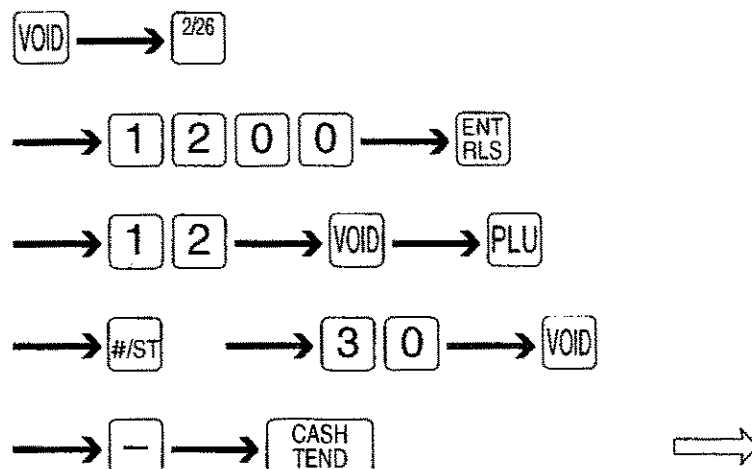 VOID 2/26
1 2 0 0 ENT RLS
1 2 VOID PLU
#/ST 3 0 VOID
− CASH TEND